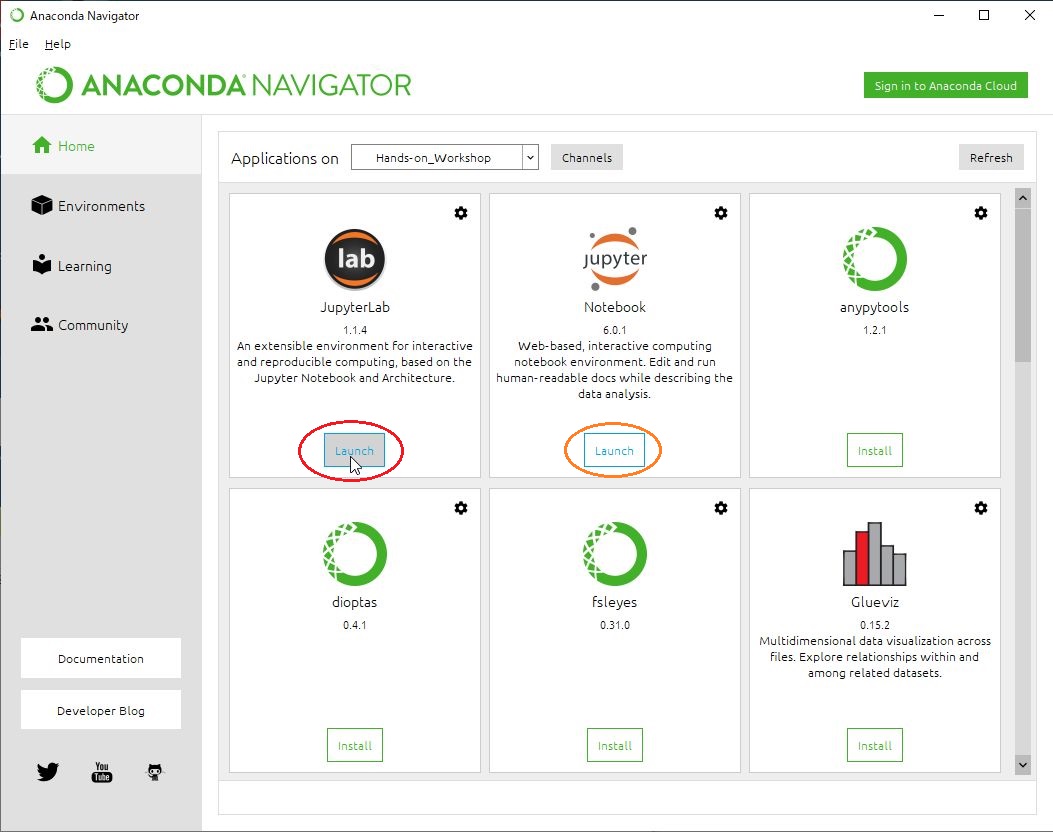 Anaconda Navigator
File Help
ANACONDA NAVIGATOR
Sign in to Anaconda Cloud
Home
Environments
Learning
Community
Documentation
Developer Blog
You
Tube
Applications on Hands-on_Workshop Channels Refresh
lab
JupyterLab
1.1.4
An extensible environment for interactive
and reproducible computing, based on the
Jupyter Notebook and Architecture.
Launch
jupyter
Notebook
6.0.1
Web-based, interactive computing
notebook environment. Edit and run
human-readable docs while describing the
data analysis.
Launch
anypytools
1.2.1
Install
dioptas
0.4.1
Install
fsleyes
0.31.0
Install
Glueviz
0.15.2
Multidimensional data visualization across
files. Explore relationships within and
among related datasets.
Install